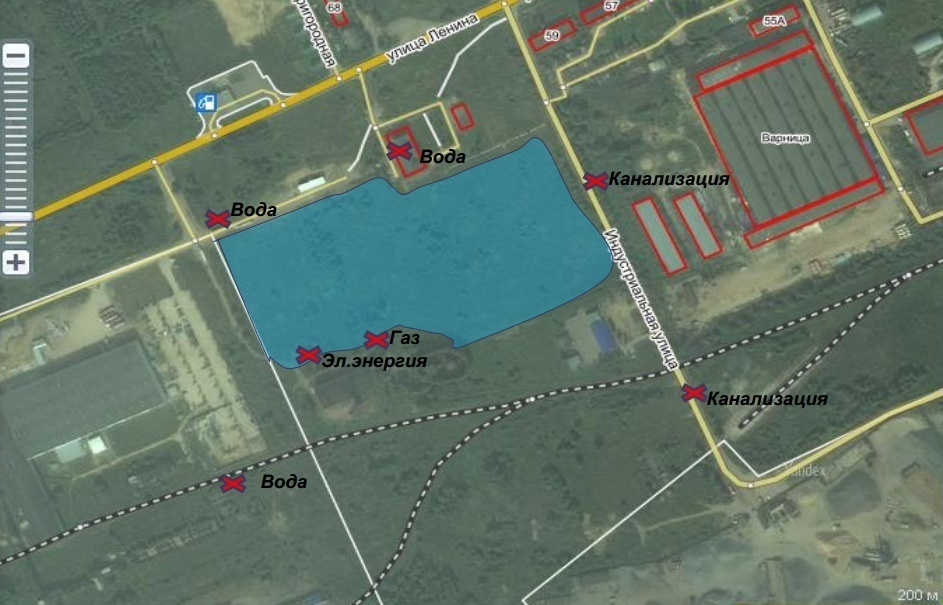 68
Пригородная
57
59
55А
улица Ленина
Варница
Вода
Канализация
Вода
Индустриальная улица
Газ
Эл.энергия
Канализация
Yandex
Вода
200 м